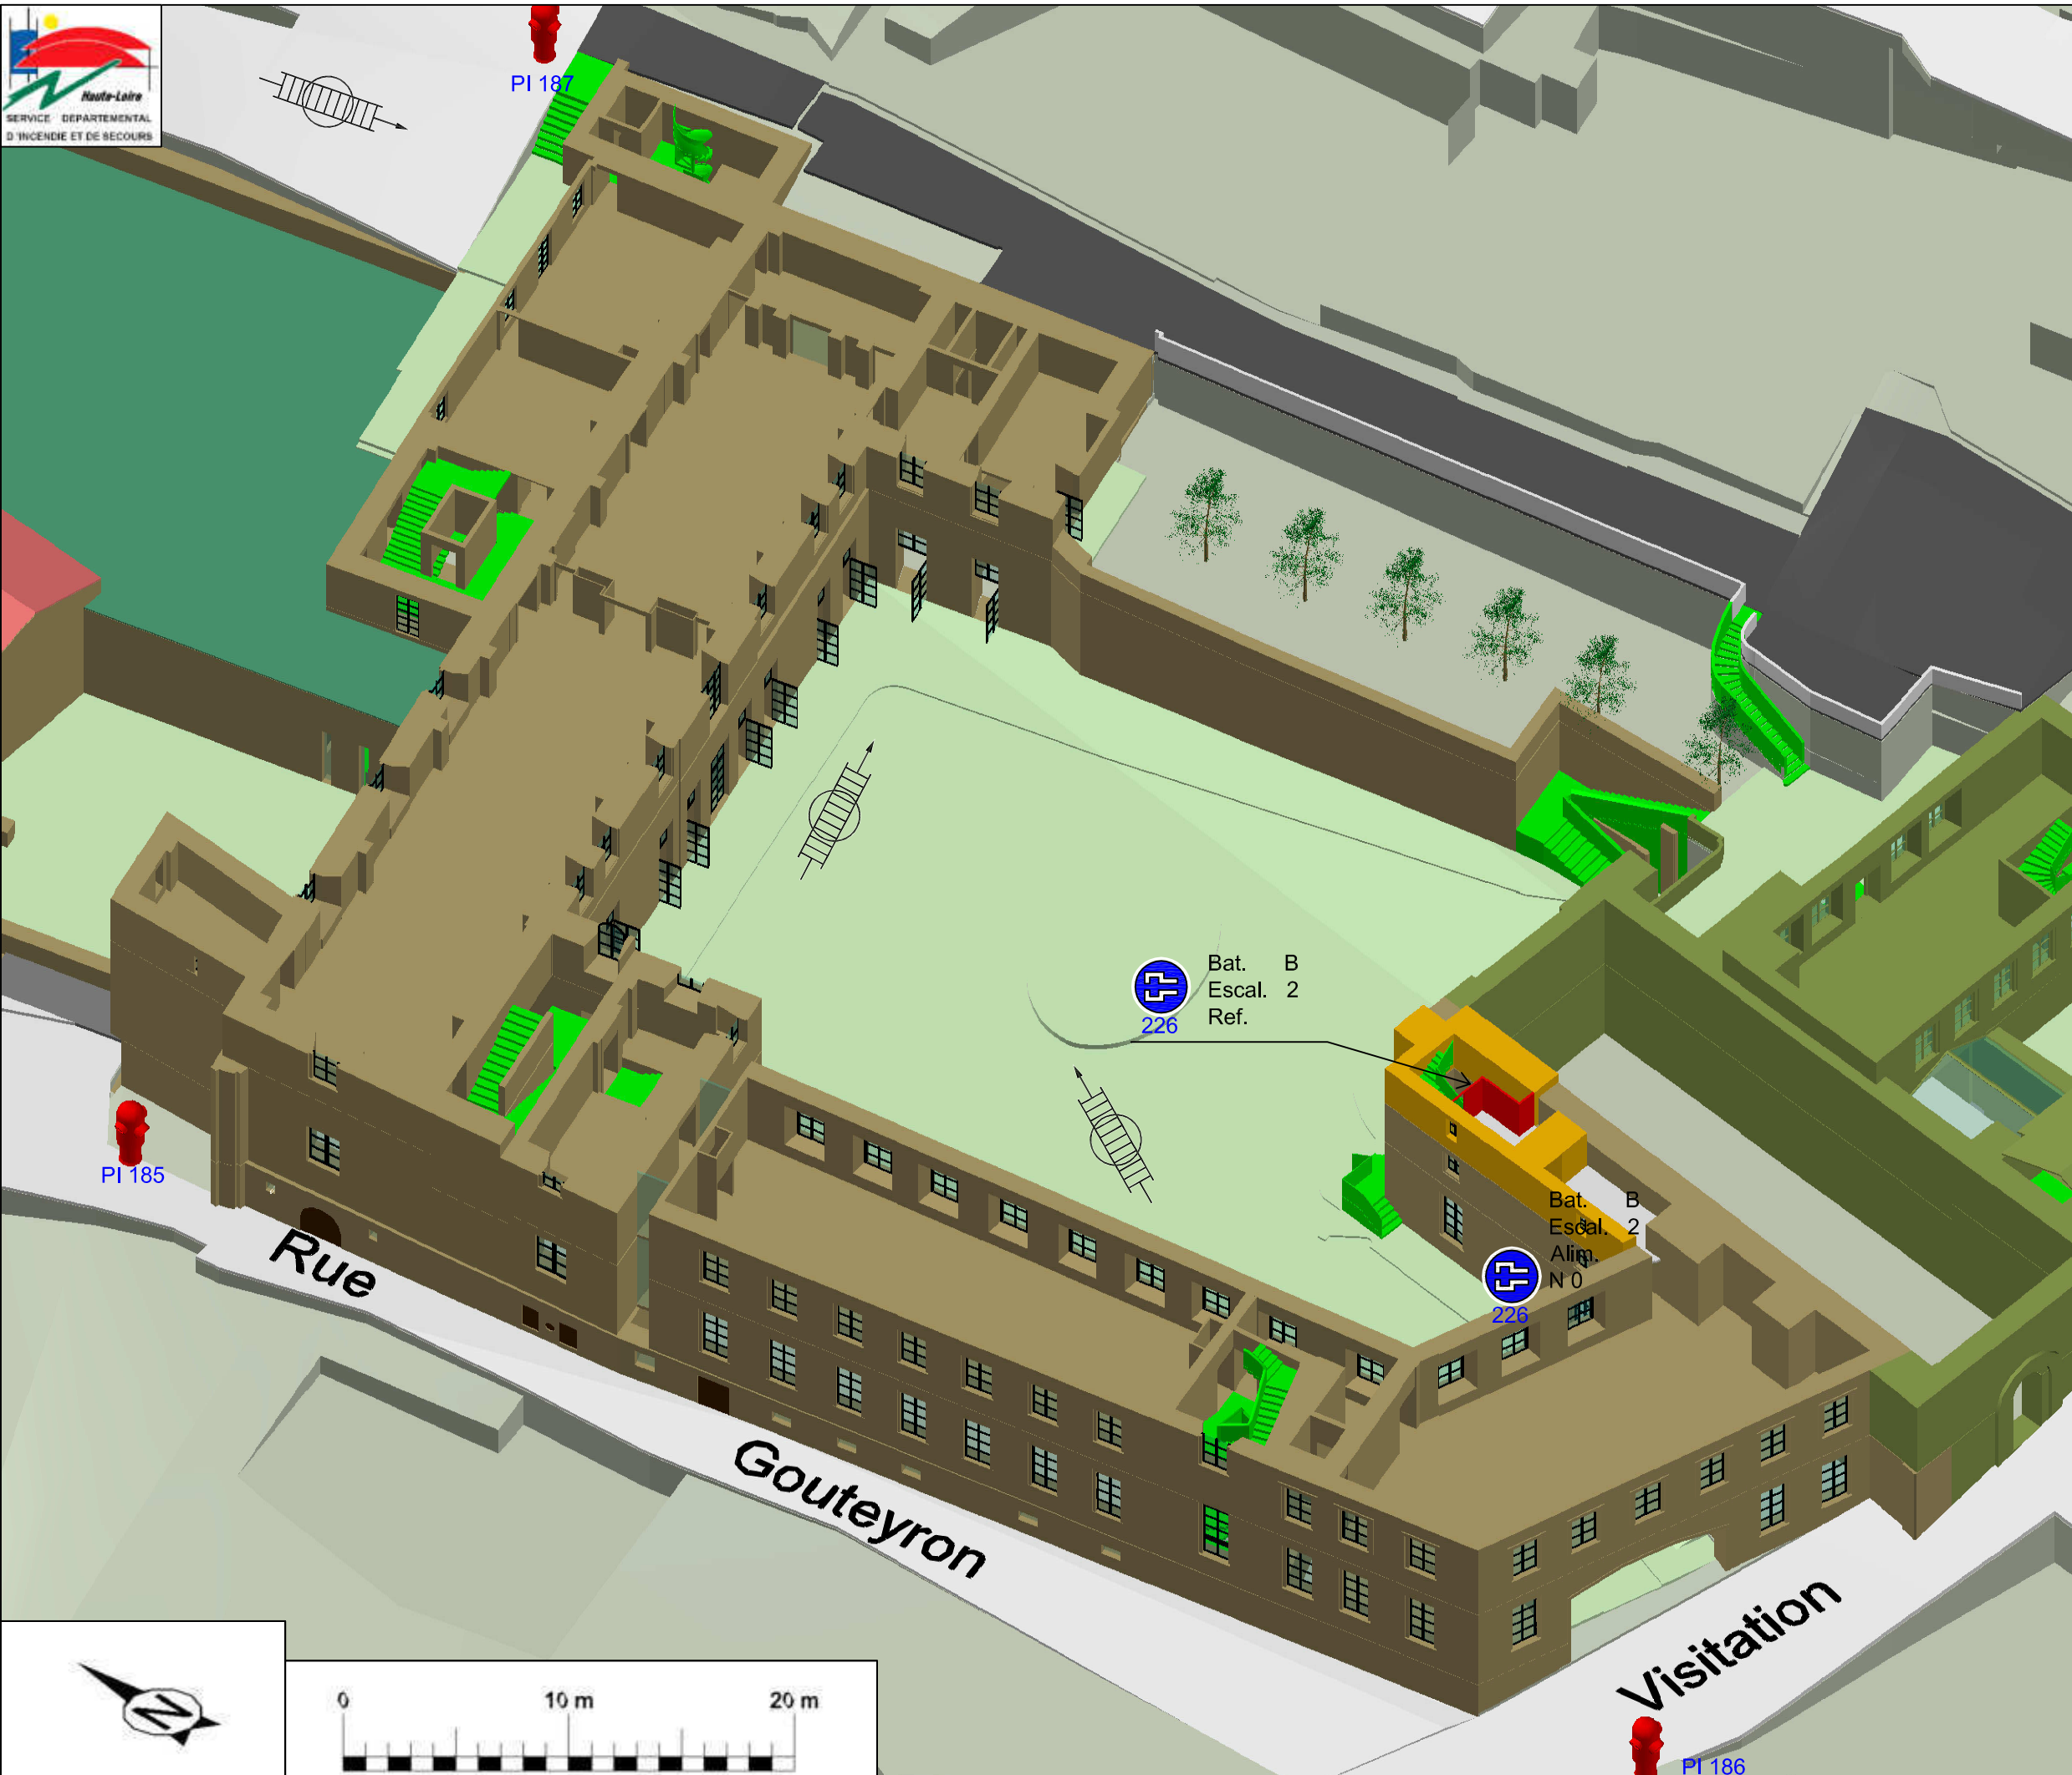 Haute-Loire
SERVICE DEPARTEMENTAL
D'INCENDIE ET DE SECOURS
PI 187
Bat. B
Escal. 2
Ref.
226
Bat. B
Escal. 2
Alim.
N 0
226
PI 185
Rue
Gouteyron
Visitation
PI 186
N
0 10 m 20 m